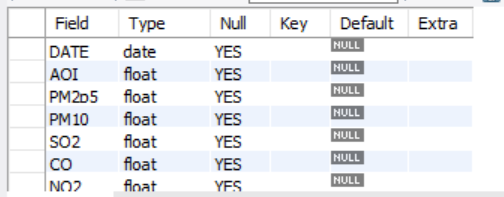 Field Type Null Key Default Extra
DATE date YES NULL
AOI float YES NULL
PM2p5 float YES NULL
PM10 float YES NULL
SO2 float YES NULL
CO float YES NULL
NO2 float YES NULL